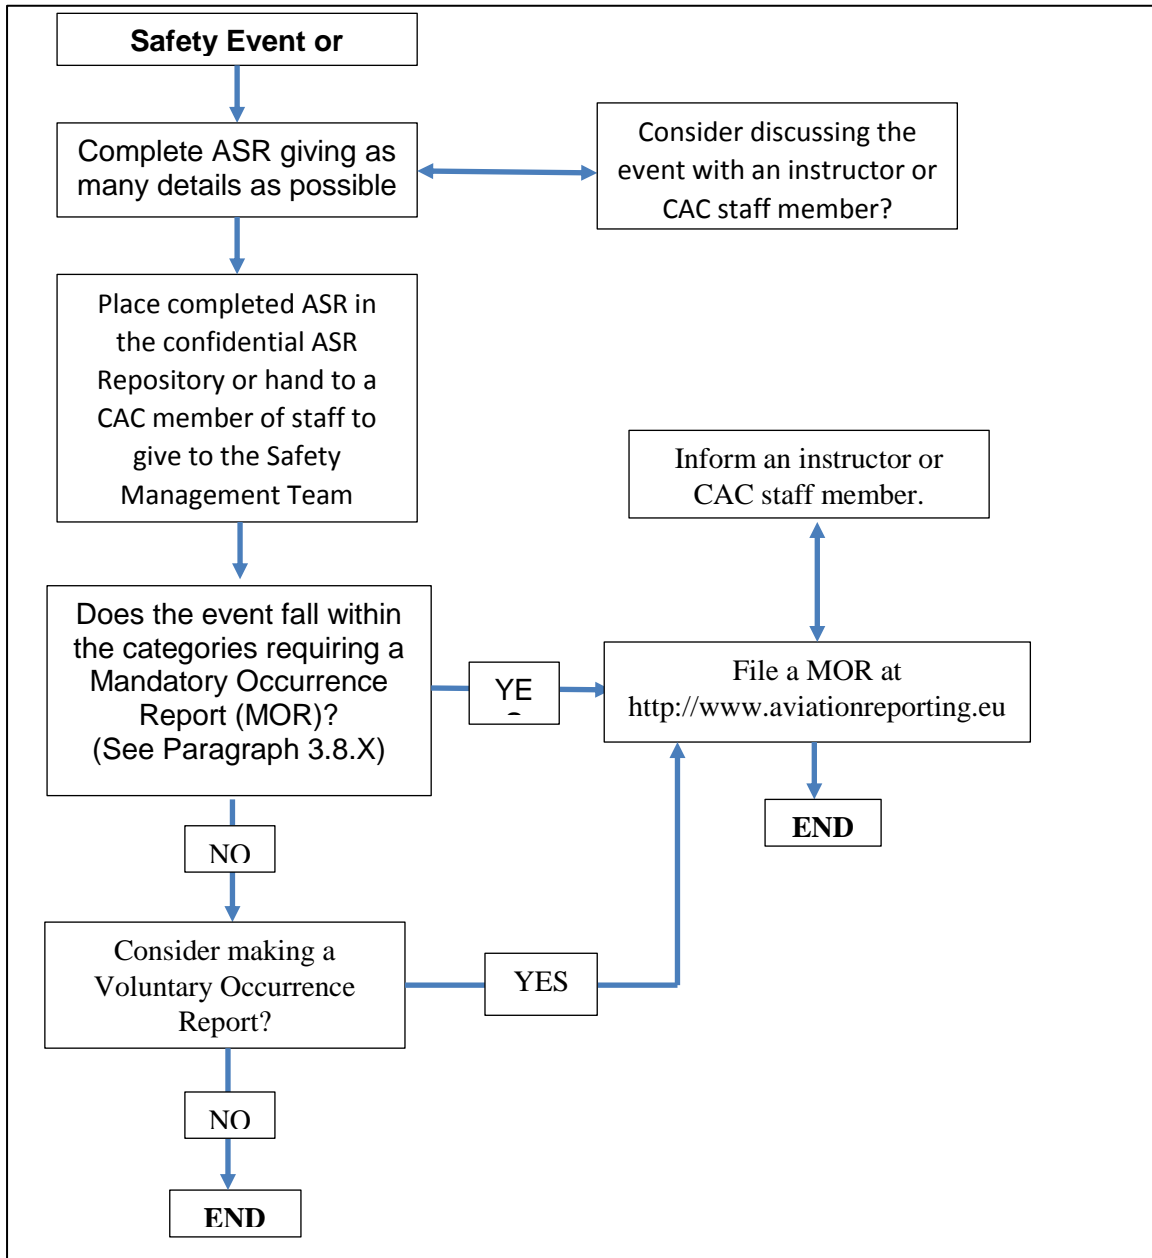 Safety Event or
Complete ASR giving as
many details as possible
Consider discussing the
event with an instructor or
CAC staff member?
Place completed ASR in
the confidential ASR
Repository or hand to a
CAC member of staff to
give to the Safety
Management Team
Inform an instructor or
CAC staff member.
Does the event fall within
the categories requiring a
Mandatory Occurrence
Report (MOR)?
(See Paragraph 3.8.X)
YE
File a MOR at
http://www.aviationreporting.eu
END
NO
Consider making a
Voluntary Occurrence
Report?
YES
NO
END